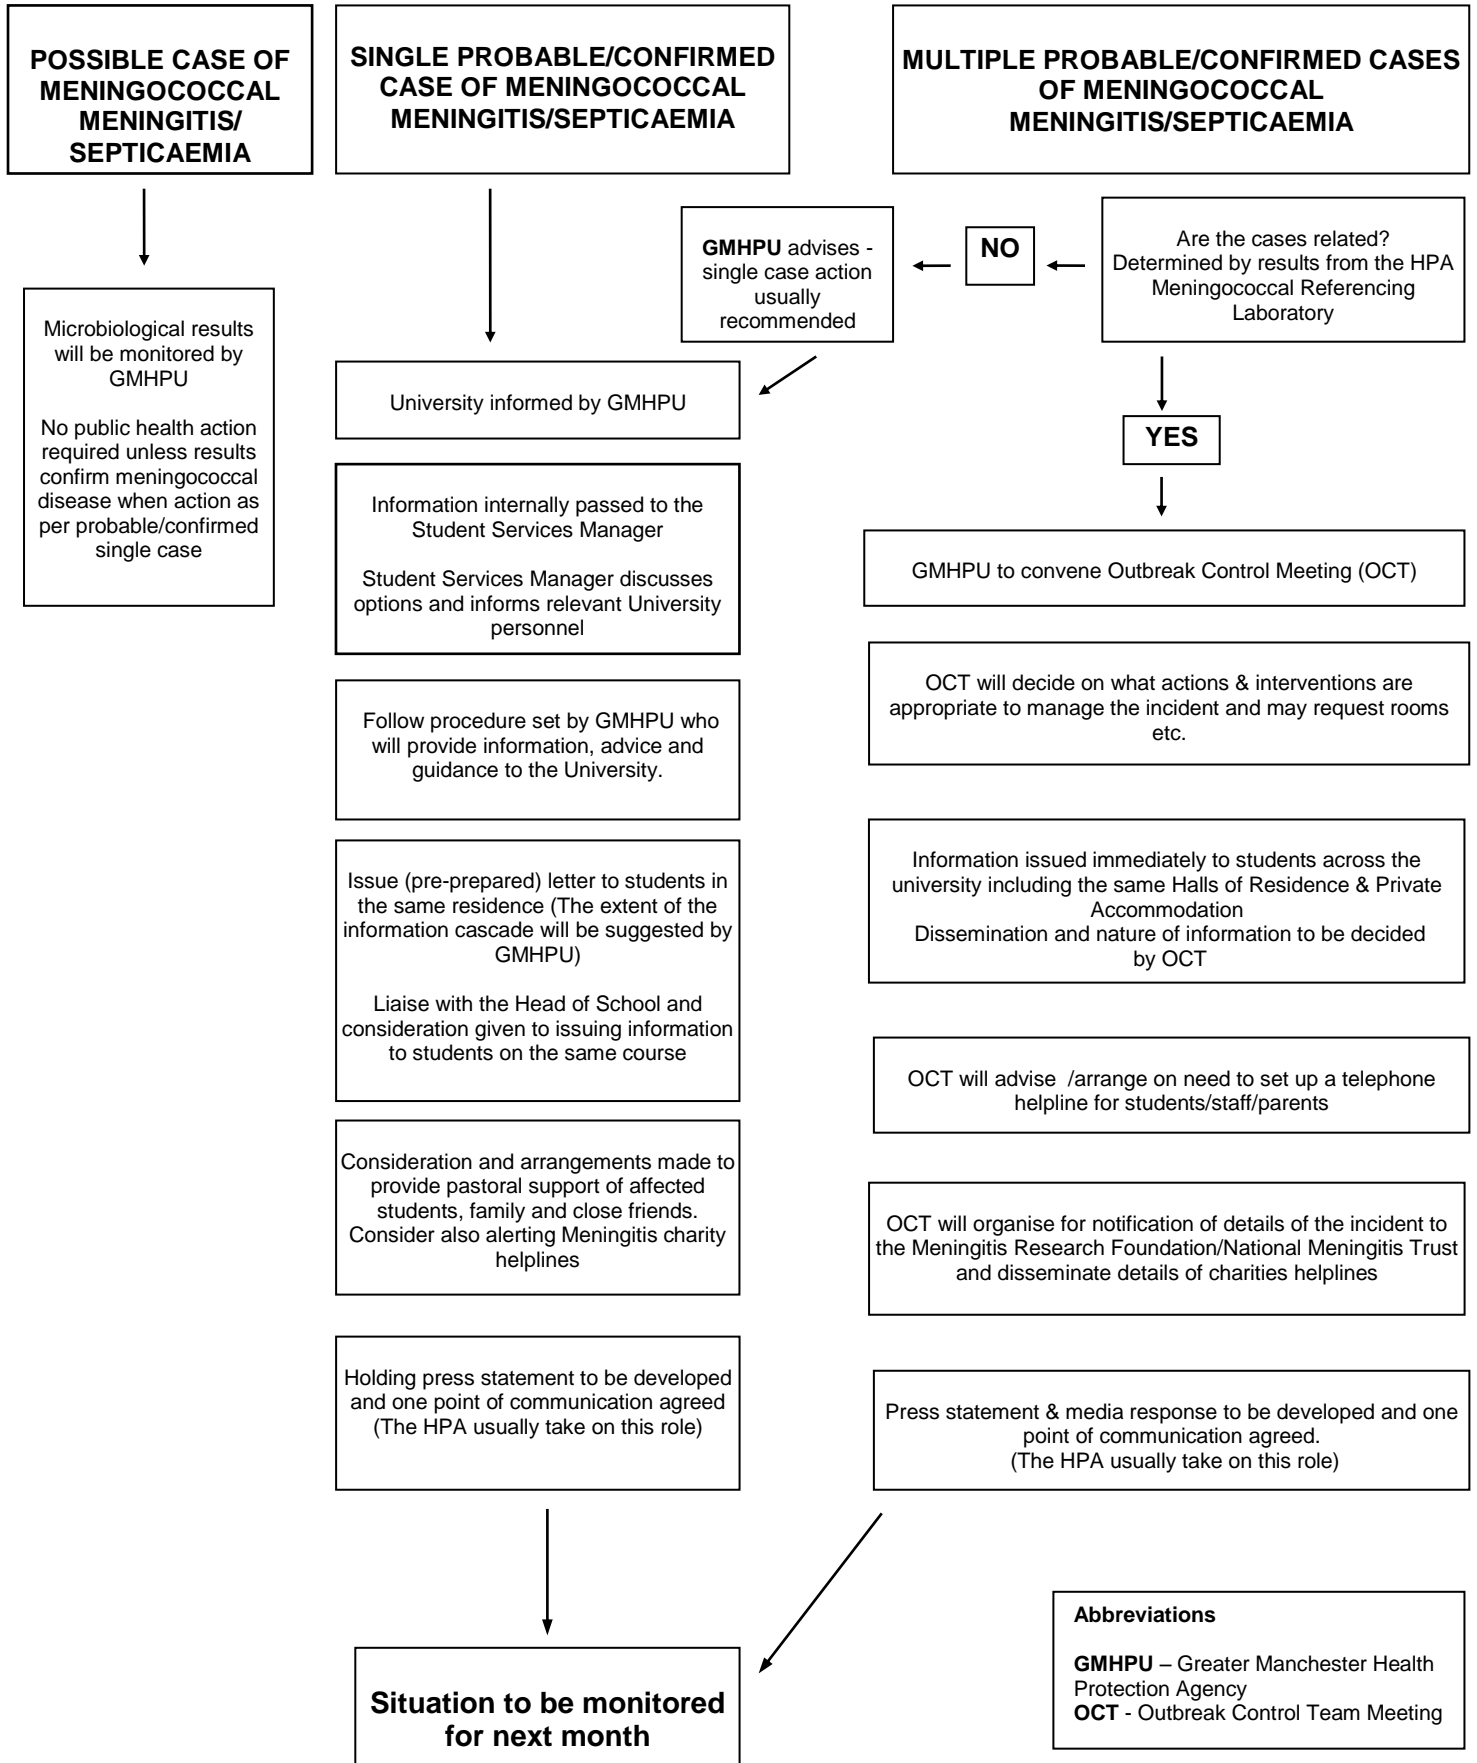 POSSIBLE CASE OF
MENINGOCOCCAL
MENINGITIS/
SEPTICAEMIA
Microbiological results
will be monitored by
GMHPU
No public health action
required unless results
confirm meningococcal
disease when action as
per probable/confirmed
single case
SINGLE PROBABLE/CONFIRMED
CASE OF MENINGOCOCCAL
MENINGITIS/SEPTICAEMIA
University informed by GMHPU
Information internally passed to the
Student Services Manager
Student Services Manager discusses
options and informs relevant University
personnel
Follow procedure set by GMHPU who
will provide information, advice and
guidance to the University.
Issue (pre-prepared) letter to students in
the same residence (The extent of the
information cascade will be suggested by
GMHPU)
Liaise with the Head of School and
consideration given to issuing information
to students on the same course
Consideration and arrangements made to
provide pastoral support of affected
students, family and close friends.
Consider also alerting Meningitis charity
helplines
Holding press statement to be developed
and one point of communication agreed
(The HPA usually take on this role)
MULTIPLE PROBABLE/CONFIRMED CASES
OF MENINGOCOCCAL
MENINGITIS/SEPTICAEMIA
Are the cases related?
Determined by results from the HPA
Meningococcal Referencing
Laboratory
NO
GMHPU advises -
single case action
usually
recommended
YES
GMHPU to convene Outbreak Control Meeting (OCT)
OCT will decide on what actions & interventions are
appropriate to manage the incident and may request rooms
etc.
Information issued immediately to students across the
university including the same Halls of Residence & Private
Accommodation
Dissemination and nature of information to be decided
by OCT
OCT will advise /arrange on need to set up a telephone
helpline for students/staff/parents
OCT will organise for notification of details of the incident to
the Meningitis Research Foundation/National Meningitis Trust
and disseminate details of charities helplines
Press statement & media response to be developed and one
point of communication agreed.
(The HPA usually take on this role)
Situation to be monitored
for next month
Abbreviations
GMHPU – Greater Manchester Health
Protection Agency
OCT - Outbreak Control Team Meeting